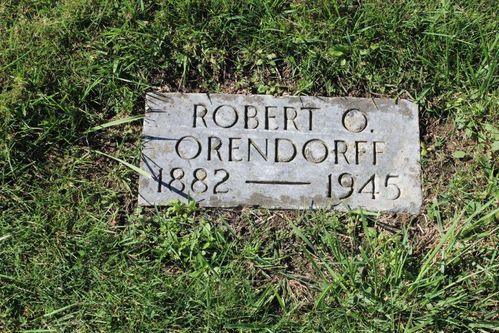 ROBERT O.
ORENDORFF
1882 — 1945